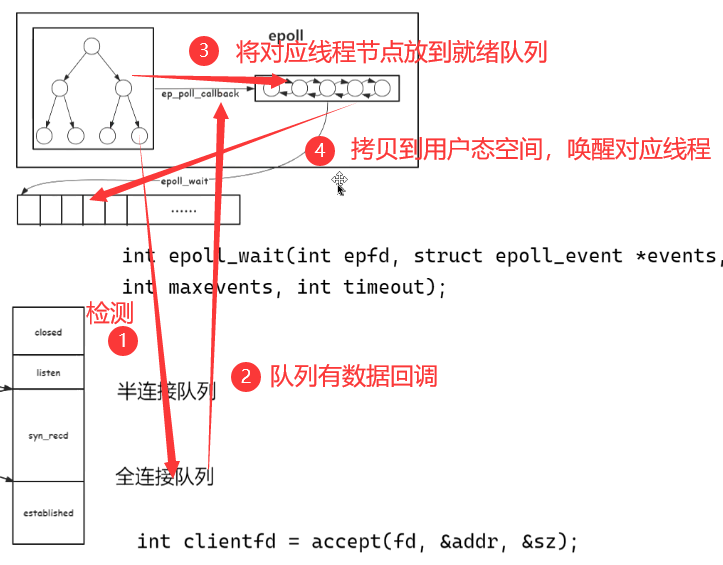 epoll
3 将对应线程节点放到就绪队列
ep_poll_callback
4 拷贝到用户态空间，唤醒对应线程
epoll_wait
......
int epoll_wait(int epfd, struct epoll_event *events,
int maxevents, int timeout);
检测
1
closed
listen
半连接队列
2 队列有数据回调
syn_recd
全连接队列
established
int clientfd = accept(fd, &addr, &sz);